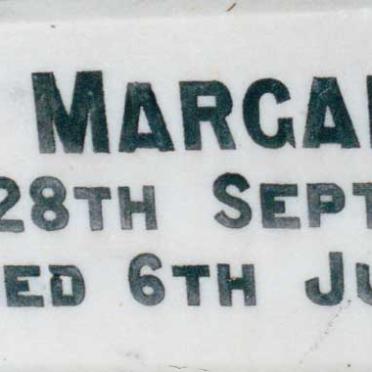 MARGA
28TH SEPT
ED 6TH JU